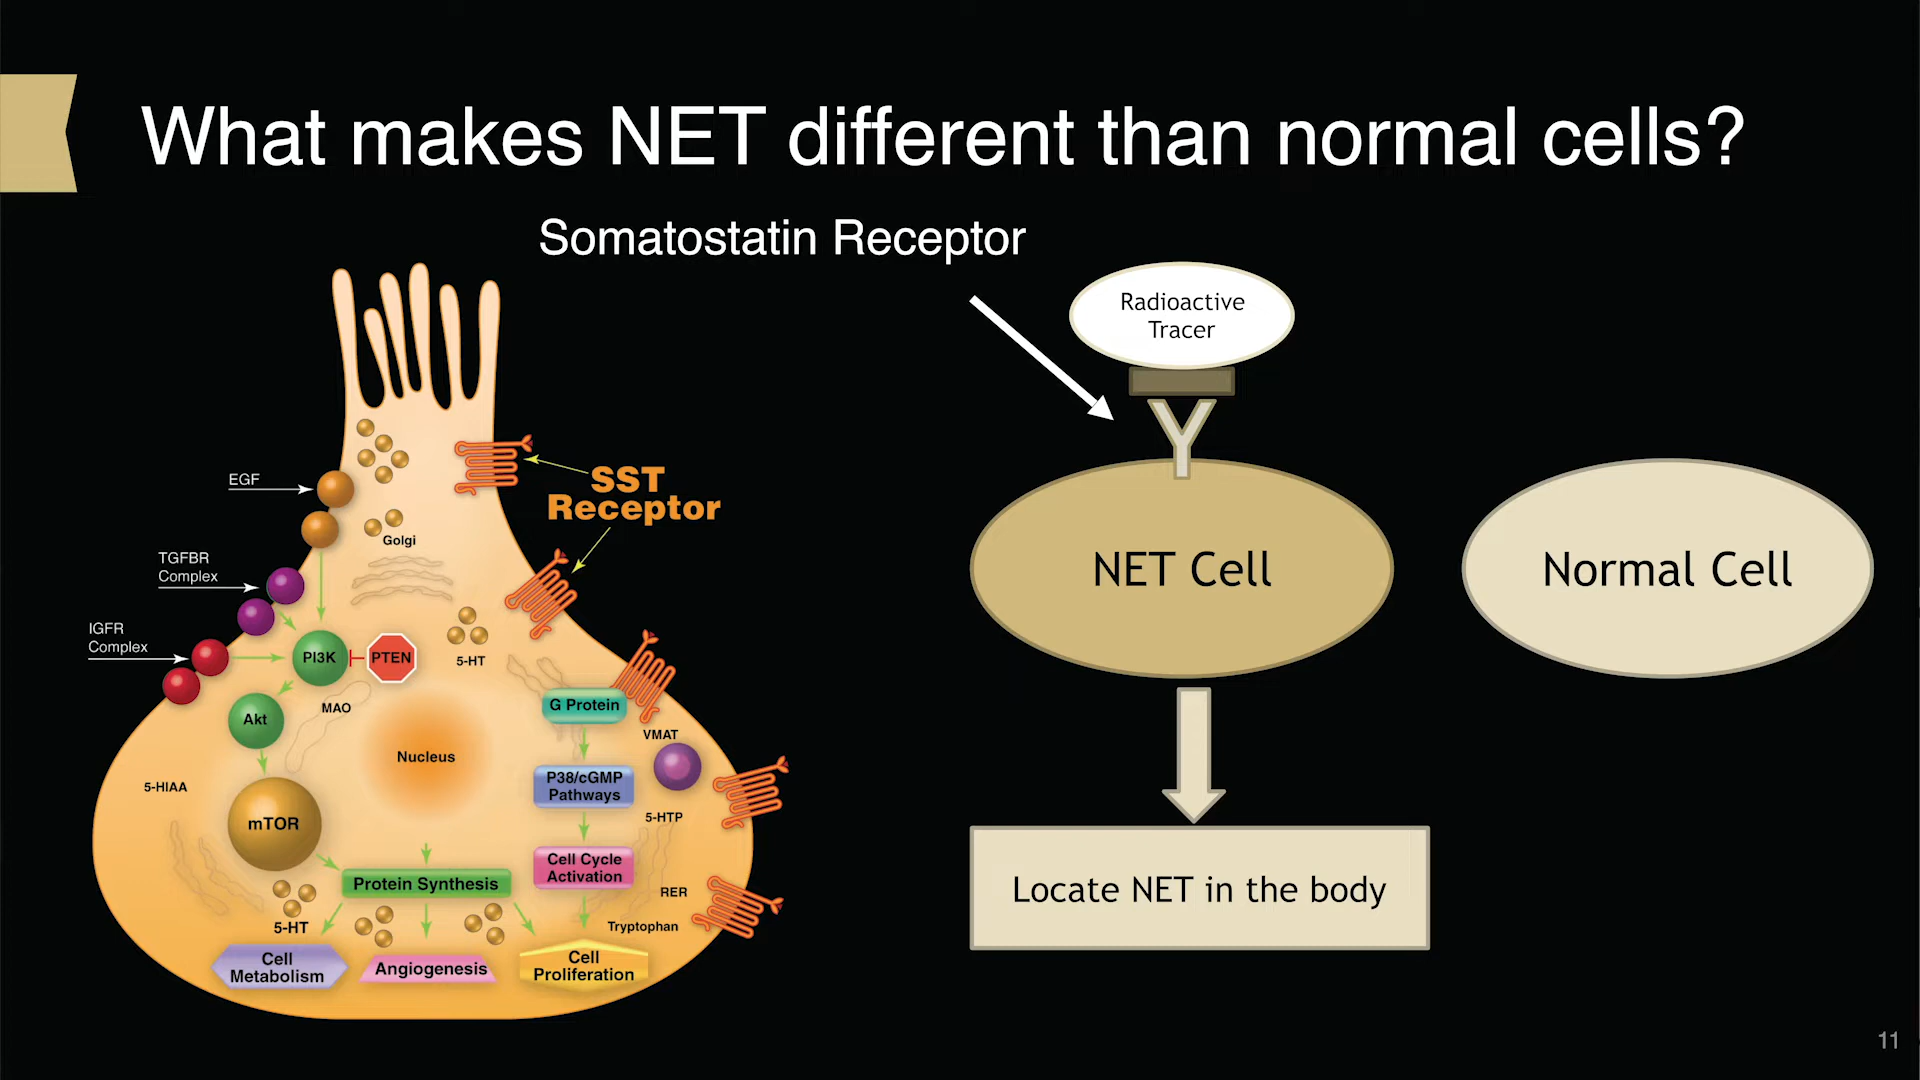 What makes NET different than normal cells?
Somatostatin Receptor
Radioactive
Tracer
NET Cell
Normal Cell
Locate NET in the body
SST
Receptor
EGF
TGFBR
Complex
IGFR
Complex
Golgi
PI3K
PTEN
5-HT
MAO
Akt
G Protein
VMAT
Nucleus
P38/cGMP
Pathways
5-HIAA
mTOR
5-HTP
Cell Cycle
Activation
Protein Synthesis
RER
5-HT
Tryptophan
Cell
Metabolism
Angiogenesis
Cell
Proliferation
11